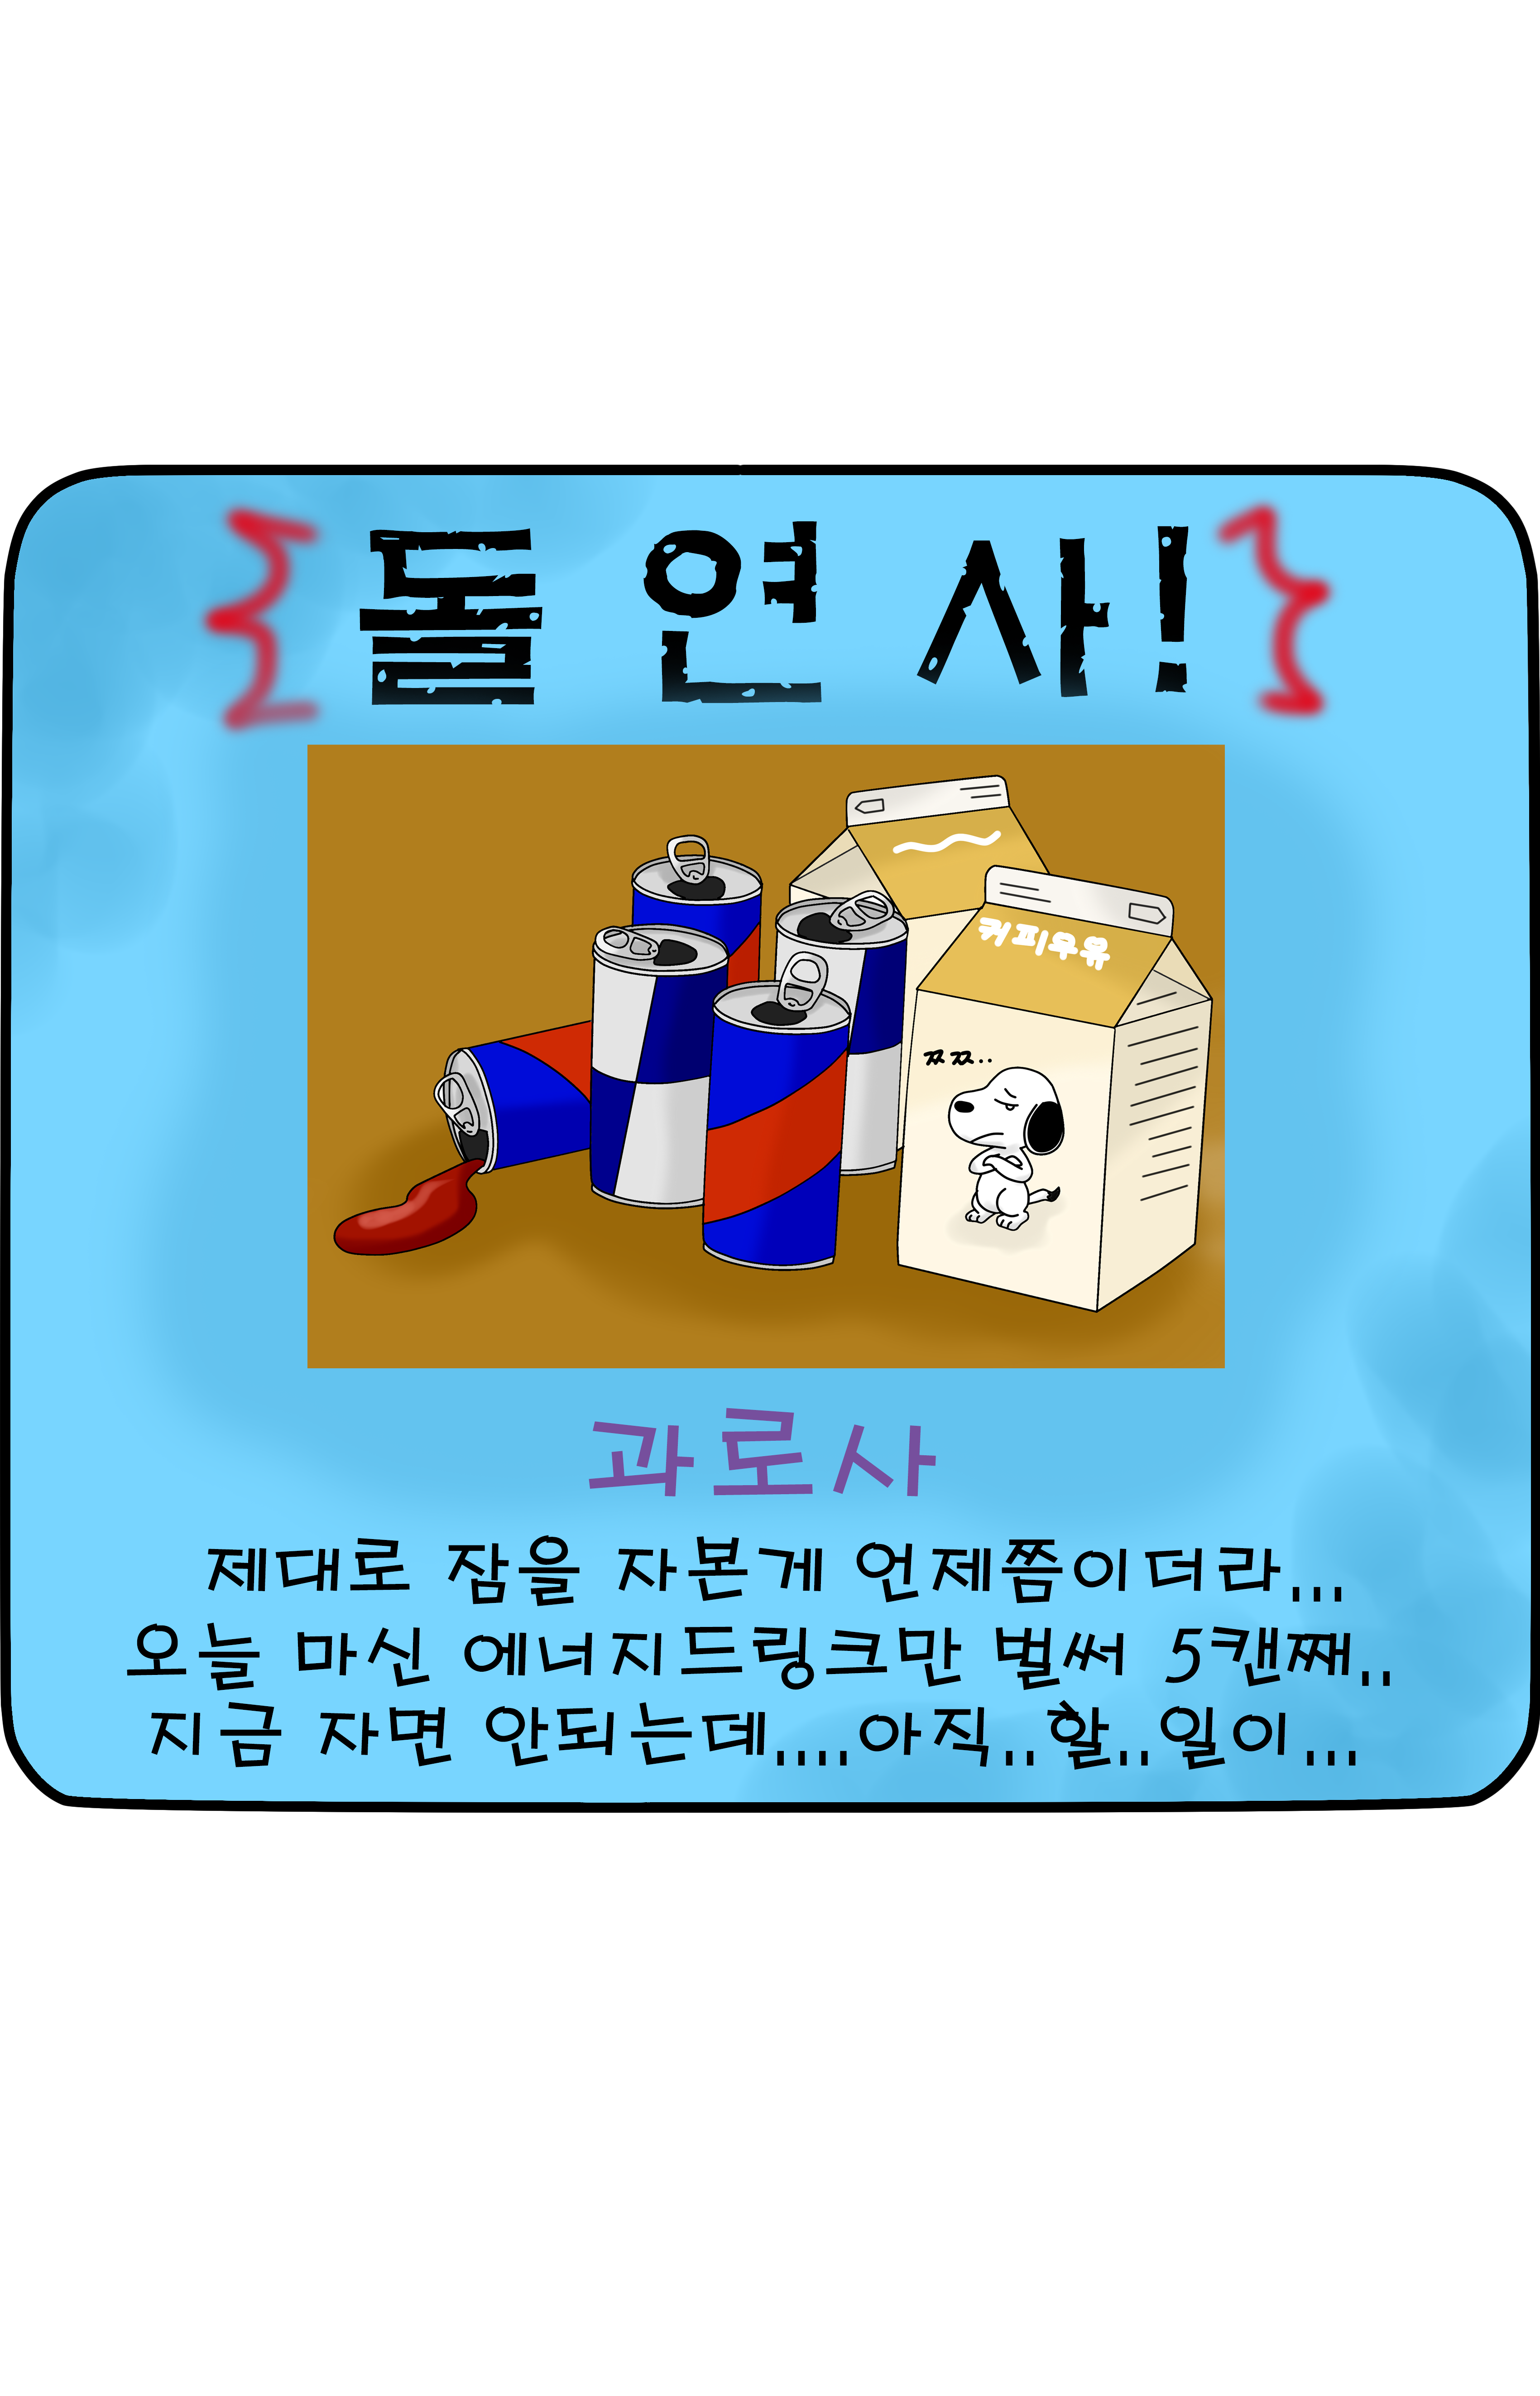 돌연사!
커피우유
쯔쯔..
과로사
제대로 잠을 자본게 언제쯤이더라...
오늘 마신 에너지드링크만 벌써 5캔째..
지금 자면 안되는데....아직..할..일이...